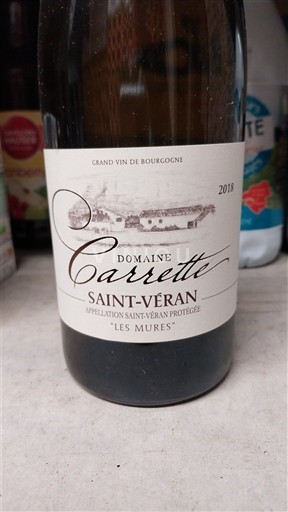 GRAND VIN DE BOURGOGNE
2018
DOMAINE
Carrette
SAINT-VÉRAN
APPELLATION SAINT-VÉRAN PROTÉGÉE
"LES MURES"